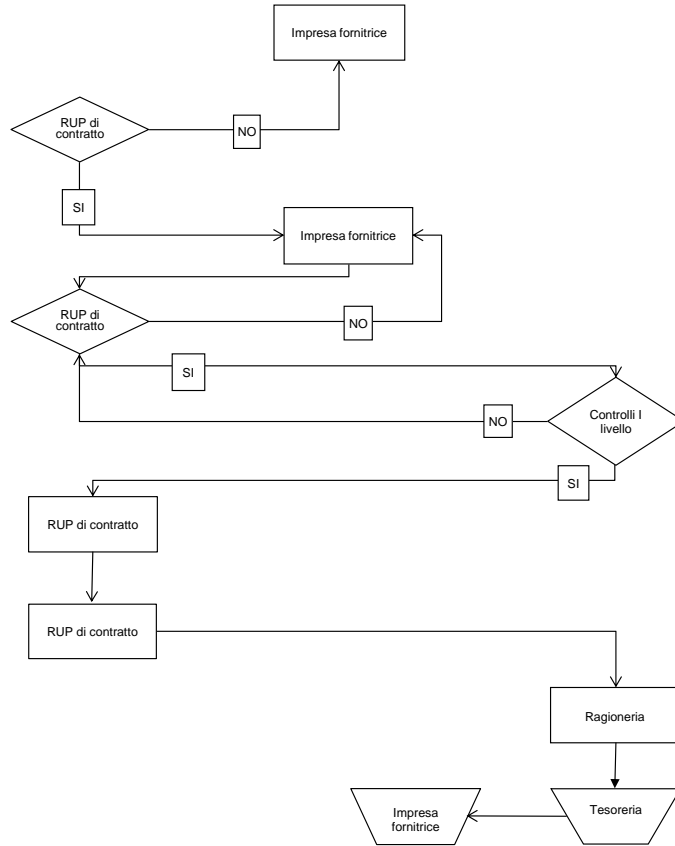 Impresa fornitrice
RUP di
contratto
NO
SI
Impresa fornitrice
RUP di
contratto
NO
SI
NO
Controlli I
livello
SI
RUP di contratto
RUP di contratto
Ragioneria
Impresa
fornitrice
Tesoreria